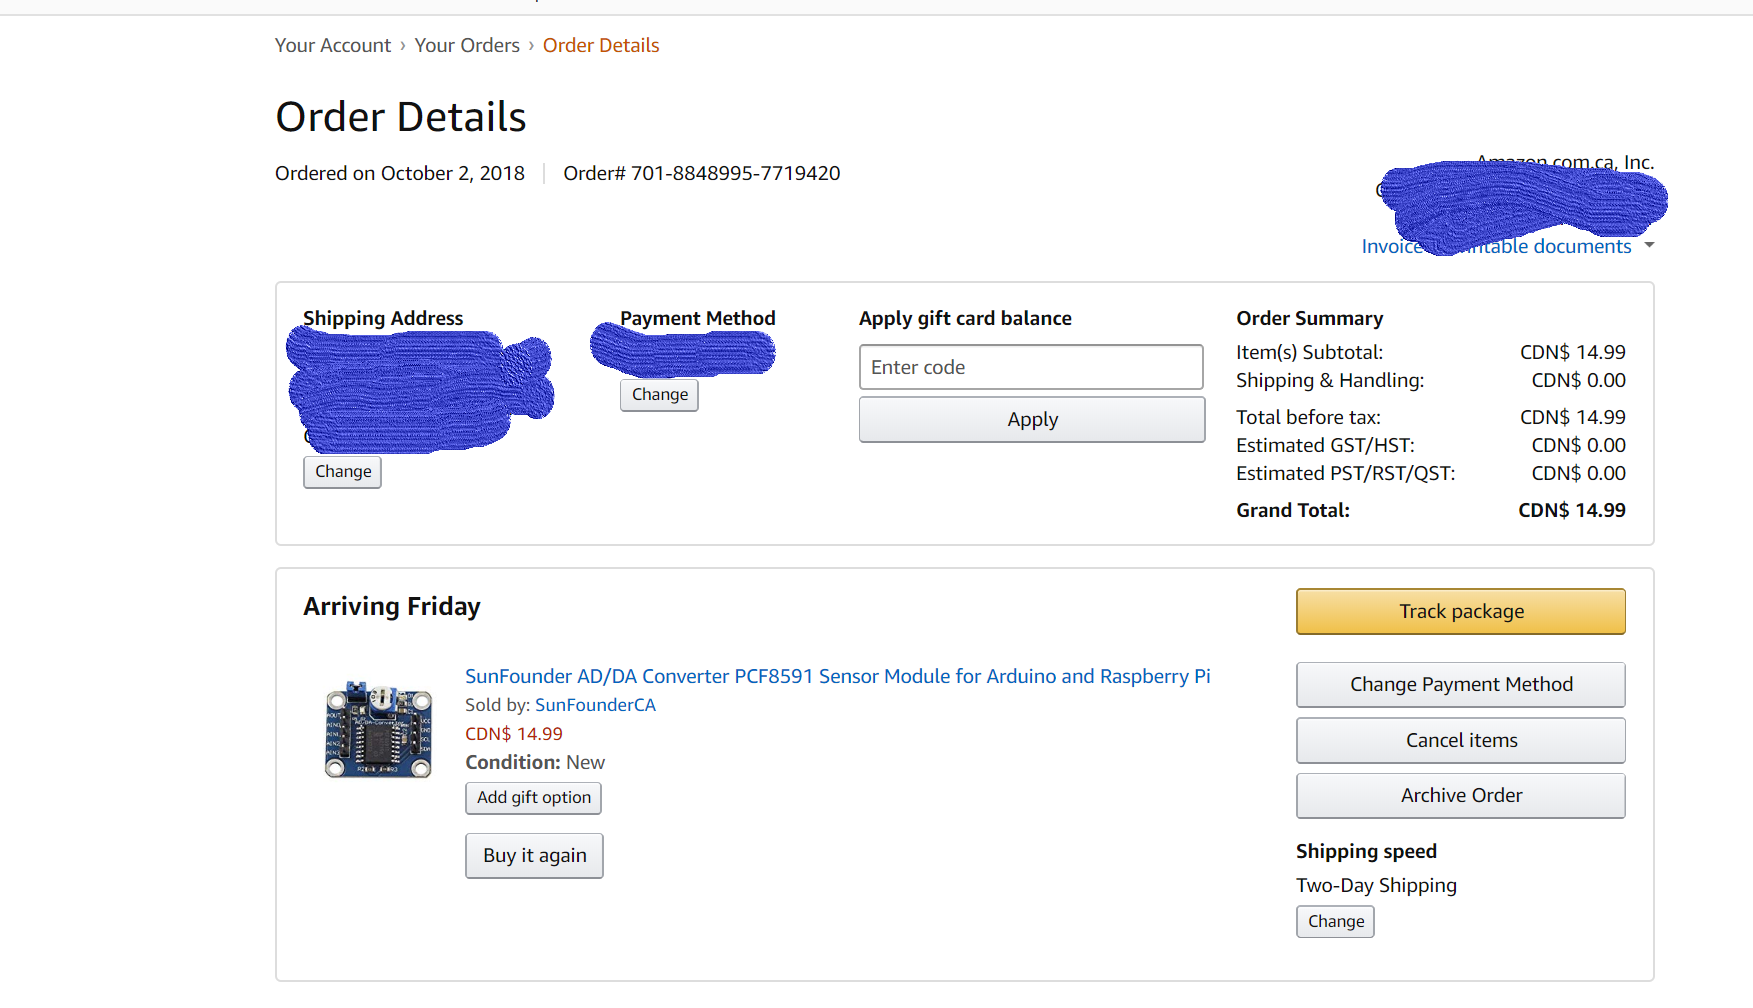 Your Account › Your Orders › Order Details
Order Details
Ordered on October 2, 2018 | Order# 701-8848995-7719420
Amazon.com.ca, Inc.
Invoice documents
Shipping Address
Change
Payment Method
Change
Apply gift card balance
Enter code
Apply
Order Summary
Item(s) Subtotal: CDN$ 14.99
Shipping & Handling: CDN$ 0.00
Total before tax: CDN$ 14.99
Estimated GST/HST: CDN$ 0.00
Estimated PST/RST/QST: CDN$ 0.00
Grand Total: CDN$ 14.99
Arriving Friday
SunFounder AD/DA Converter PCF8591 Sensor Module for Arduino and Raspberry Pi
Sold by: SunFounderCA
CDN$ 14.99
Condition: New
Add gift option
Buy it again
Track package
Change Payment Method
Cancel items
Archive Order
Shipping speed
Two-Day Shipping
Change